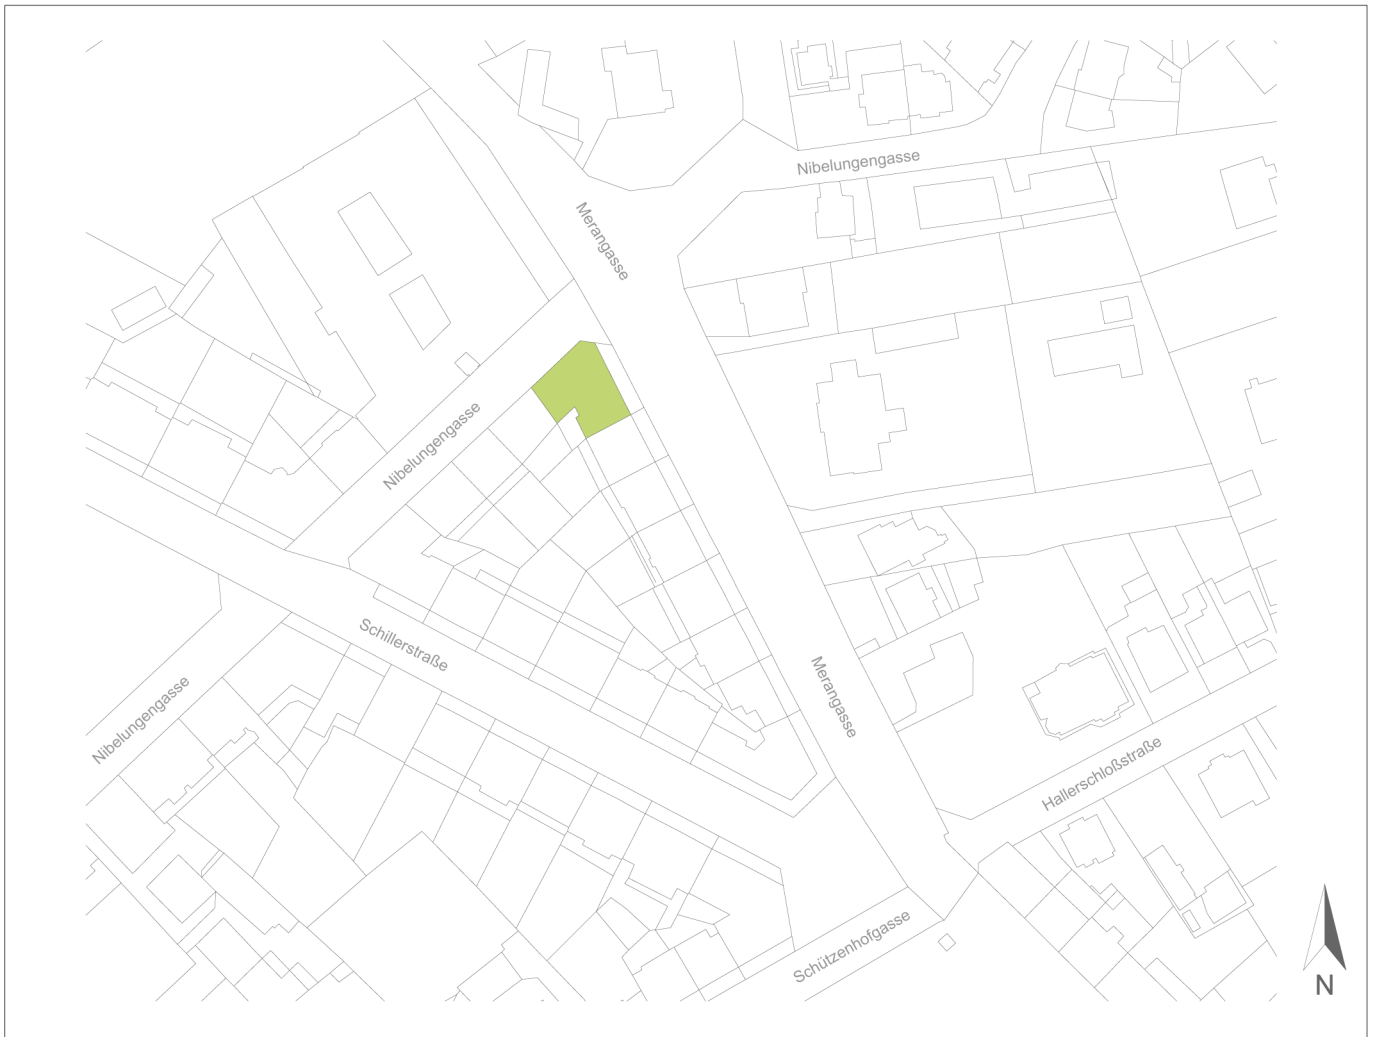 Nibelungengasse
Merangasse
Nibelungengasse
Schillerstraße
Nibelungengasse
Merangasse
Hallerschloßstraße
Schützenhofgasse
N